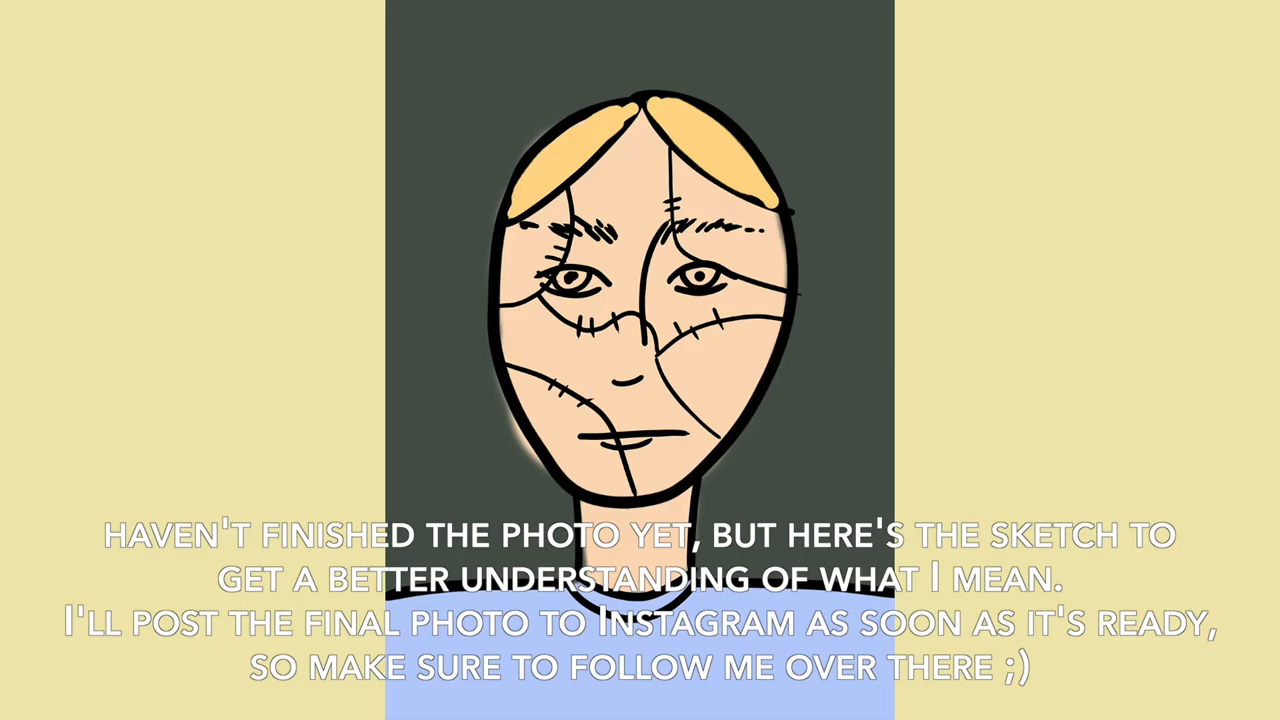 HAVEN'T FINISHED THE PHOTO YET, BUT HERE'S THE SKETCH TO
GET A BETTER UNDERSTANDING OF WHAT I MEAN.
I'LL POST THE FINAL PHOTO TO INSTAGRAM AS SOON AS IT'S READY,
SO MAKE SURE TO FOLLOW ME OVER THERE ;)